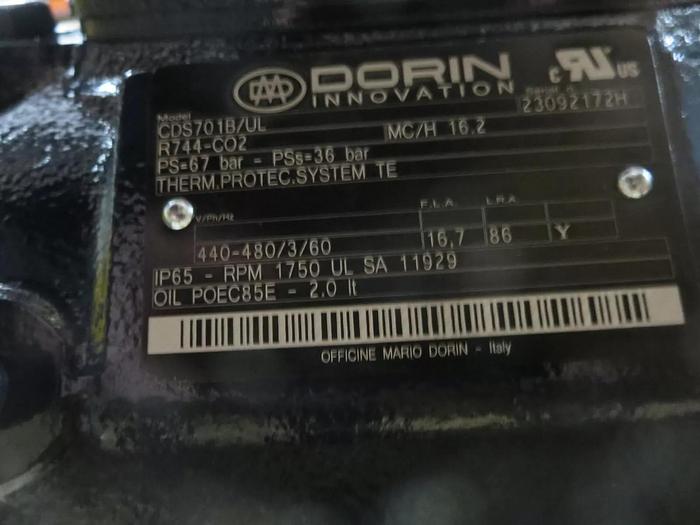 DORIN
INNOVATION
c RU US
Model
23092172H
CDS701B/UL
MC/H 16.2
R744-CO2
PS=67 bar - PSs=36 bar
THERM.PROTEC.SYSTEM TE
V/Ph/Hz F.L.A. L.R.A.
440-480/3/60 16,7 86 Y
IP65 - RPM 1750 UL SA 11929
OIL POEC85E - 2.0 lt
OFFICINE MARIO DORIN - Italy